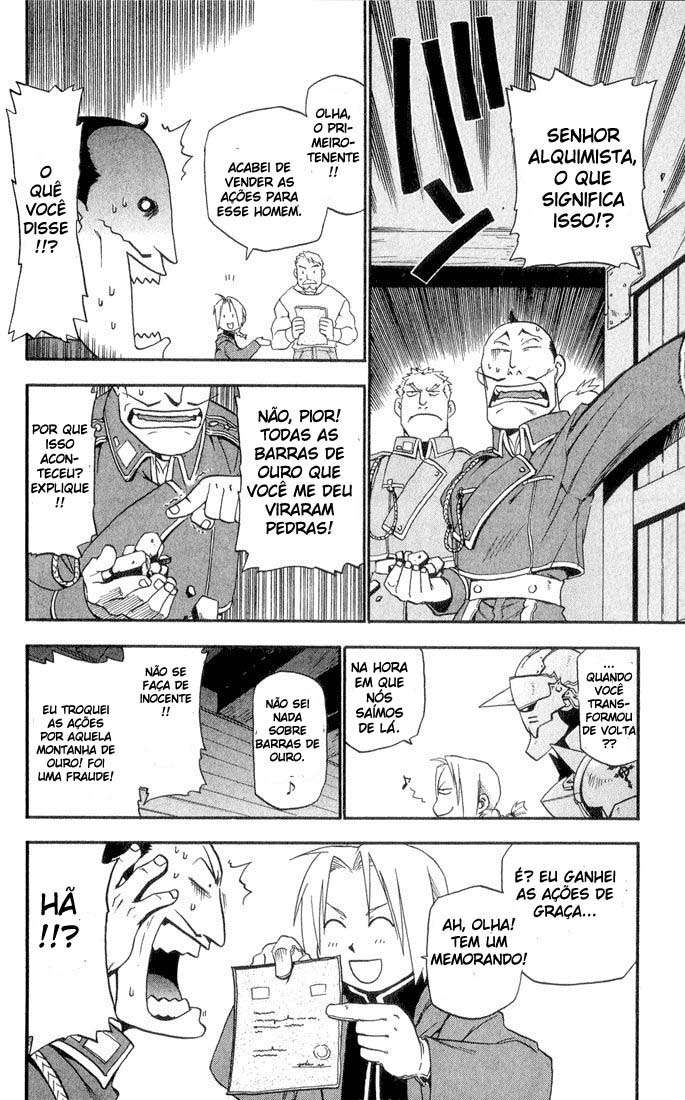 SENHOR
ALQUIMISTA,
O QUE
SIGNIFICA
ISSO!?
OLHA,
O PRI-
MEIRO-
TENENTE
!!
ACABEI DE
VENDER AS
AÇÕES PARA
ESSE HOMEM.
O
QUÊ
VOCÊ
DISSE
!!?
NÃO, PIOR!
TODAS AS
BARRAS DE
OURO QUE
VOCÊ ME DEU
VIRARAM
PEDRAS!
POR QUE
ISSO
ACON-
TECEU?
EXPLIQUE
!!
...
QUANDO
VOCÊ
TRANS-
FORMOU
DE VOLTA
??
NA HORA
EM QUE
NÓS
SAÍMOS
DE LÁ.
NÃO SEI
NADA
SOBRE
BARRAS DE
OURO.
NÃO SE
FAÇA DE
INOCENTE
!!
EU TROQUEI
AS AÇÕES
POR AQUELA
MONTANHA DE
OURO! FOI
UMA FRAUDE!
É? EU GANHEI
AS AÇÕES DE
GRAÇA...
AH, OLHA!
TEM UM
MEMORANDO!
HÃ
!!?